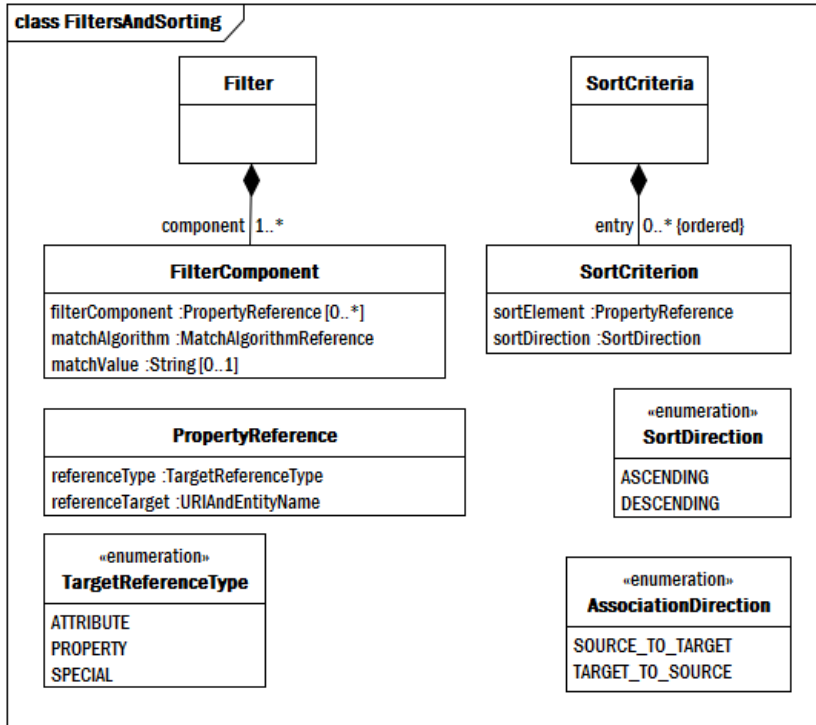 class FiltersAndSorting
Filter
SortCriteria
component 1..*
entry 0..* {ordered}
FilterComponent
filterComponent :PropertyReference [0..*]
matchAlgorithm :MatchAlgorithmReference
matchValue :String [0..1]
SortCriterion
sortElement :PropertyReference
sortDirection :SortDirection
PropertyReference
referenceType :TargetReferenceType
referenceTarget :URIAndEntityName
«enumeration»
SortDirection
ASCENDING
DESCENDING
«enumeration»
TargetReferenceType
ATTRIBUTE
PROPERTY
SPECIAL
«enumeration»
AssociationDirection
SOURCE_TO_TARGET
TARGET_TO_SOURCE